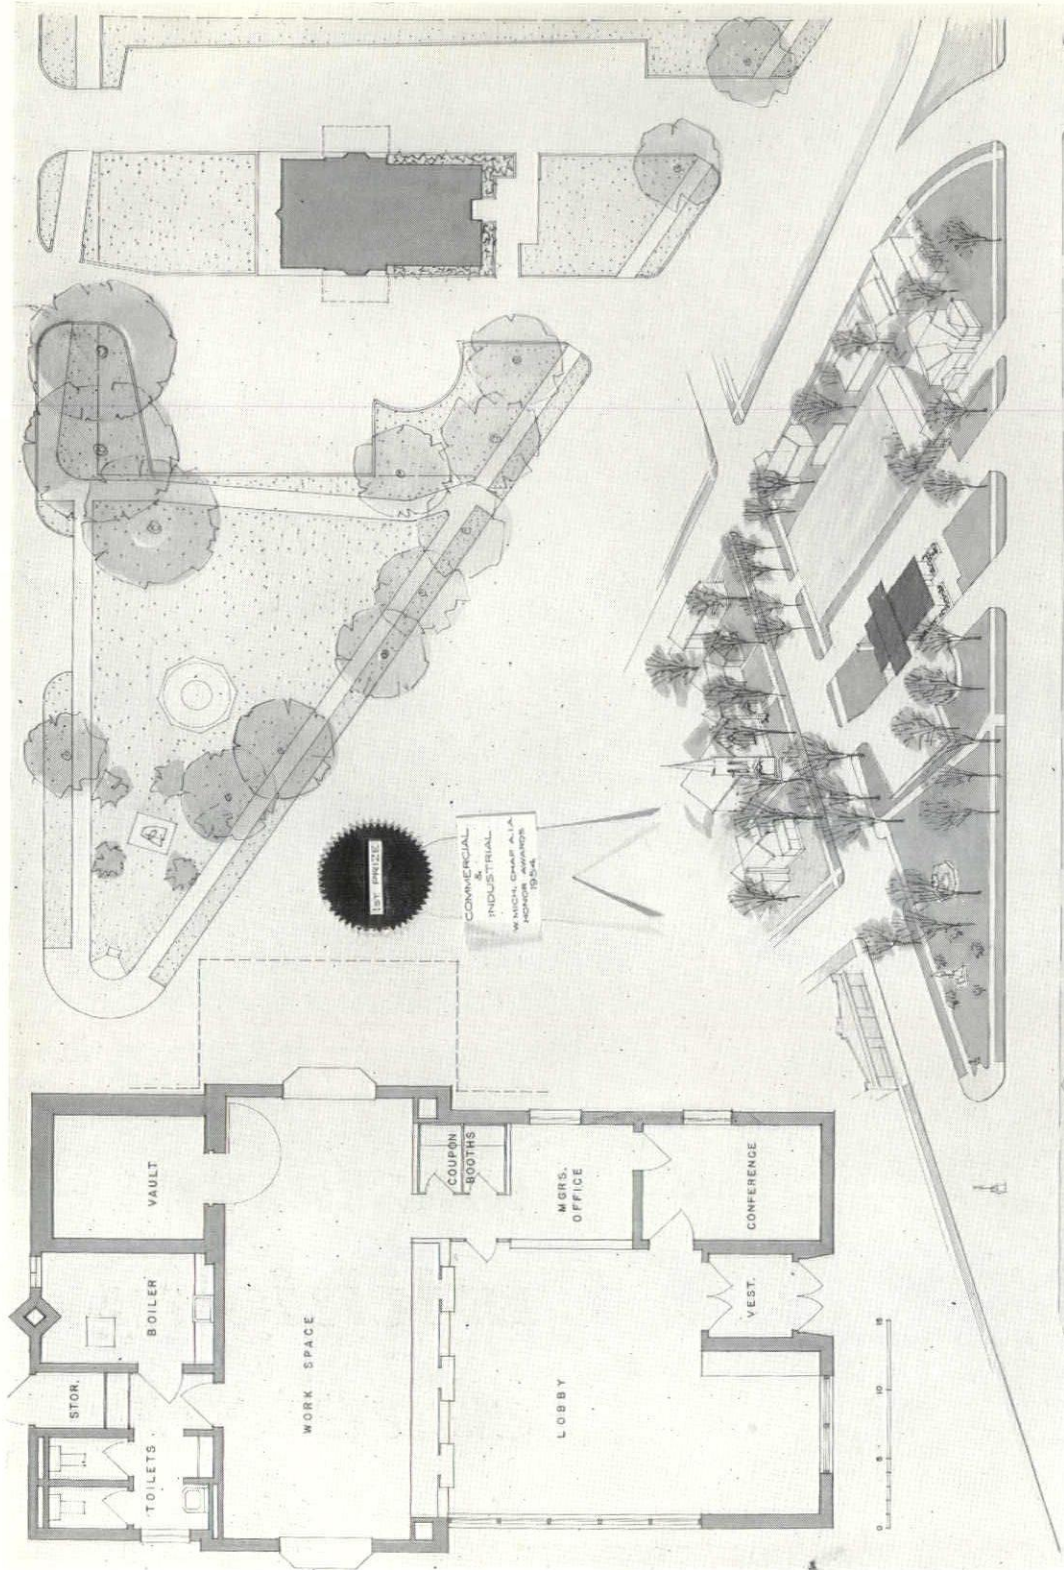 1ST PRIZE
COMMERCIAL
&
INDUSTRIAL
W. MICH. CHAP. A.I.A.
HONOR AWARDS
1954
VAULT
BOILER
STOR.
TOILETS
WORK SPACE
COUPON
BOOTHS
MGRS.
OFFICE
CONFERENCE
LOBBY
VEST.
0 5 10 15